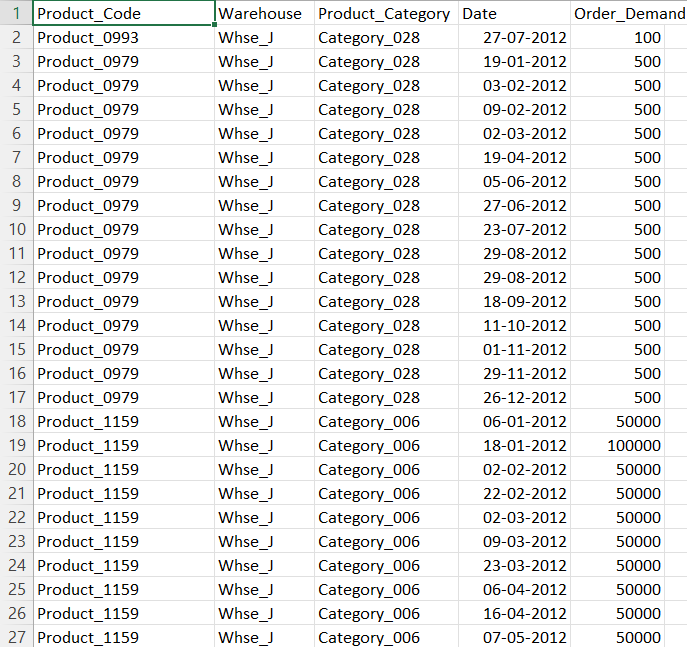 1 Product_Code Warehouse Product_Category Date Order_Demand
2 Product_0993 Whse_J Category_028 27-07-2012 100
3 Product_0979 Whse_J Category_028 19-01-2012 500
4 Product_0979 Whse_J Category_028 03-02-2012 500
5 Product_0979 Whse_J Category_028 09-02-2012 500
6 Product_0979 Whse_J Category_028 02-03-2012 500
7 Product_0979 Whse_J Category_028 19-04-2012 500
8 Product_0979 Whse_J Category_028 05-06-2012 500
9 Product_0979 Whse_J Category_028 27-06-2012 500
10 Product_0979 Whse_J Category_028 23-07-2012 500
11 Product_0979 Whse_J Category_028 29-08-2012 500
12 Product_0979 Whse_J Category_028 29-08-2012 500
13 Product_0979 Whse_J Category_028 18-09-2012 500
14 Product_0979 Whse_J Category_028 11-10-2012 500
15 Product_0979 Whse_J Category_028 01-11-2012 500
16 Product_0979 Whse_J Category_028 29-11-2012 500
17 Product_0979 Whse_J Category_028 26-12-2012 500
18 Product_1159 Whse_J Category_006 06-01-2012 50000
19 Product_1159 Whse_J Category_006 18-01-2012 100000
20 Product_1159 Whse_J Category_006 02-02-2012 50000
21 Product_1159 Whse_J Category_006 22-02-2012 50000
22 Product_1159 Whse_J Category_006 02-03-2012 50000
23 Product_1159 Whse_J Category_006 09-03-2012 50000
24 Product_1159 Whse_J Category_006 23-03-2012 50000
25 Product_1159 Whse_J Category_006 06-04-2012 50000
26 Product_1159 Whse_J Category_006 16-04-2012 50000
27 Product_1159 Whse_J Category_006 07-05-2012 50000